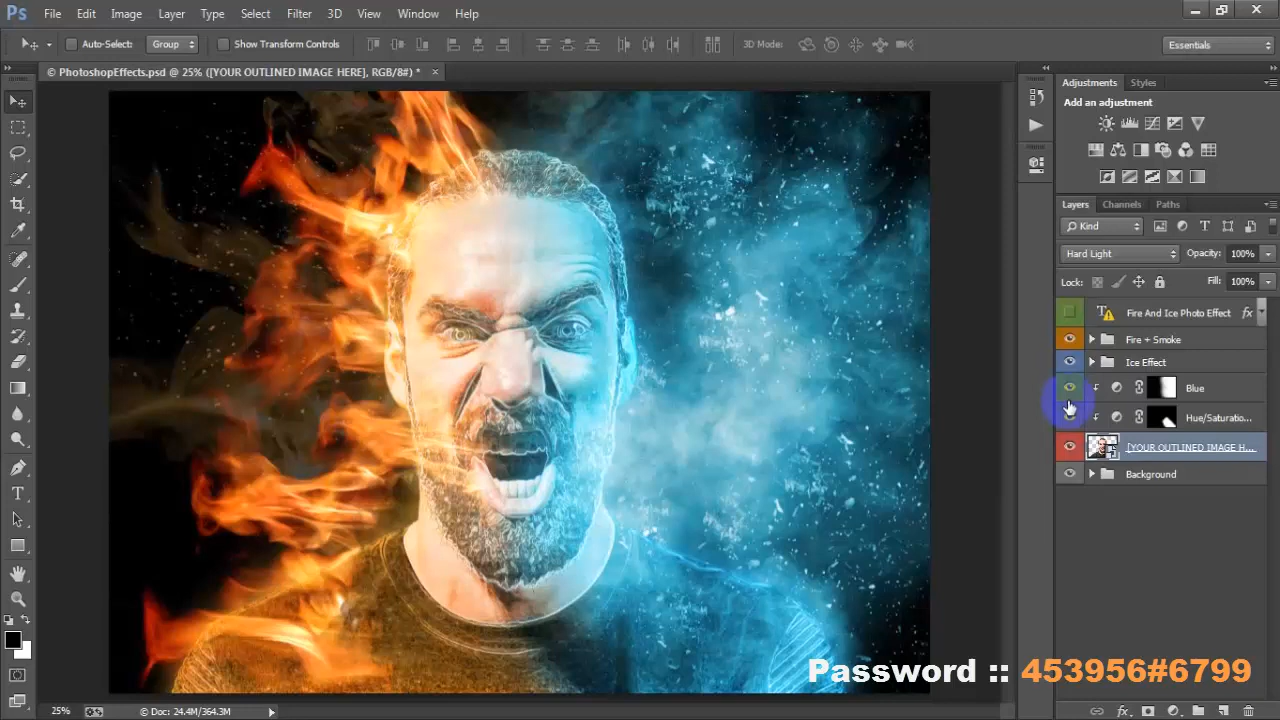 Ps File Edit Image Layer Type Select Filter 3D View Window Help
Auto-Select: Group Show Transform Controls 3D Mode: Essentials
© PhotoshopEffects.psd @ 25% ([YOUR OUTLINED IMAGE HERE], RGB/8#) * ×
Adjustments Styles
Add an adjustment
Layers Channels Paths
Kind
Hard Light Opacity: 100%
Lock: Fill: 100%
Fire And Ice Photo Effect fx
Fire + Smoke
Ice Effect
Blue
Hue/Saturatio...
[YOUR OUTLINED IMAGE H...
Background
Password :: 453956#6799
25% Doc: 24.4M/364.3M